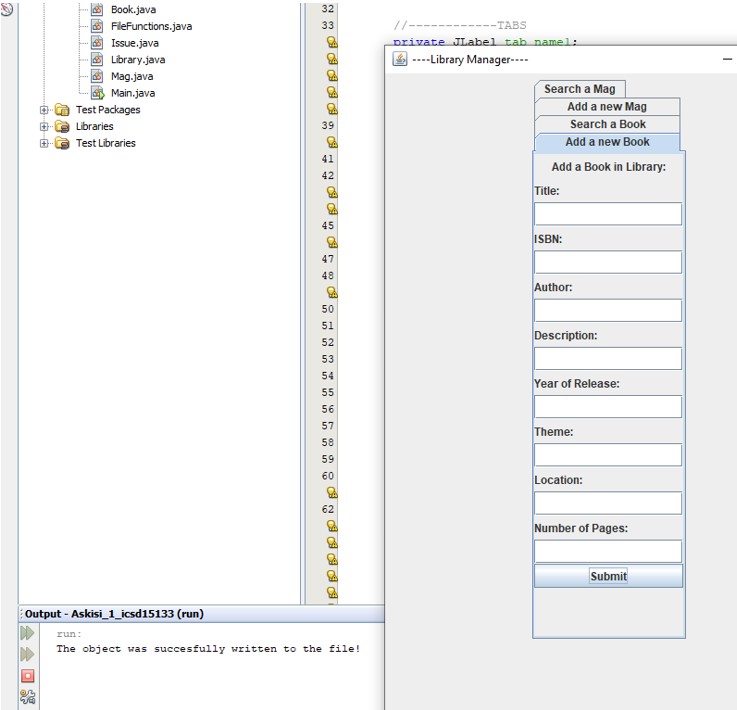 Book.java
FileFunctions.java
Issue.java
Library.java
Mag.java
Main.java
Test Packages
Libraries
Test Libraries
32
33
39
41
42
45
47
48
50
51
52
53
54
55
56
57
58
59
60
62
//-------------TABS
private JLabel tab_name1;
----Library Manager----
Search a Mag
Add a new Mag
Search a Book
Add a new Book
Add a Book in Library:
Title:
ISBN:
Author:
Description:
Year of Release:
Theme:
Location:
Number of Pages:
Submit
Output - Askisi_1_icsd15133 (run)
run:
The object was succesfully written to the file!